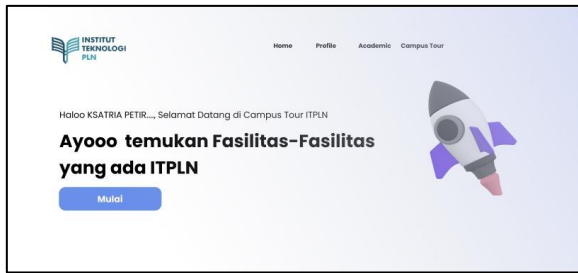 INSTITUT
TEKNOLOGI
PLN
Home Profile Academic Campus Tour
Haloo KSATRIA PETIR...., Selamat Datang di Campus Tour ITPLN
Ayooo temukan Fasilitas-Fasilitas
yang ada ITPLN
Mulai